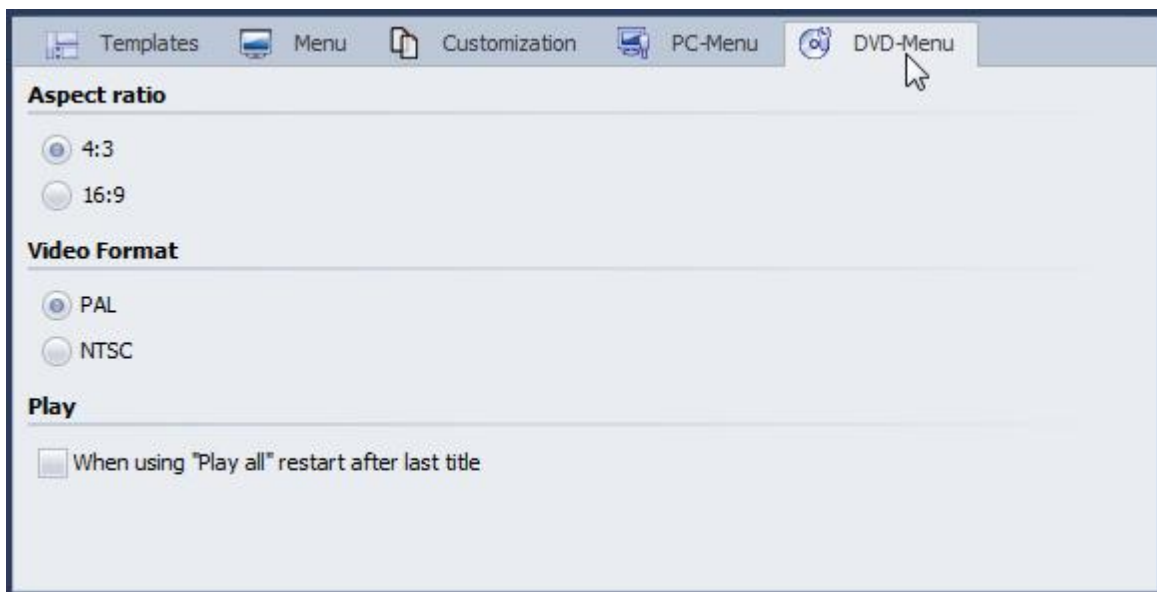 Templates Menu Customization PC-Menu DVD-Menu
Aspect ratio
4:3
16:9
Video Format
PAL
NTSC
Play
When using "Play all" restart after last title